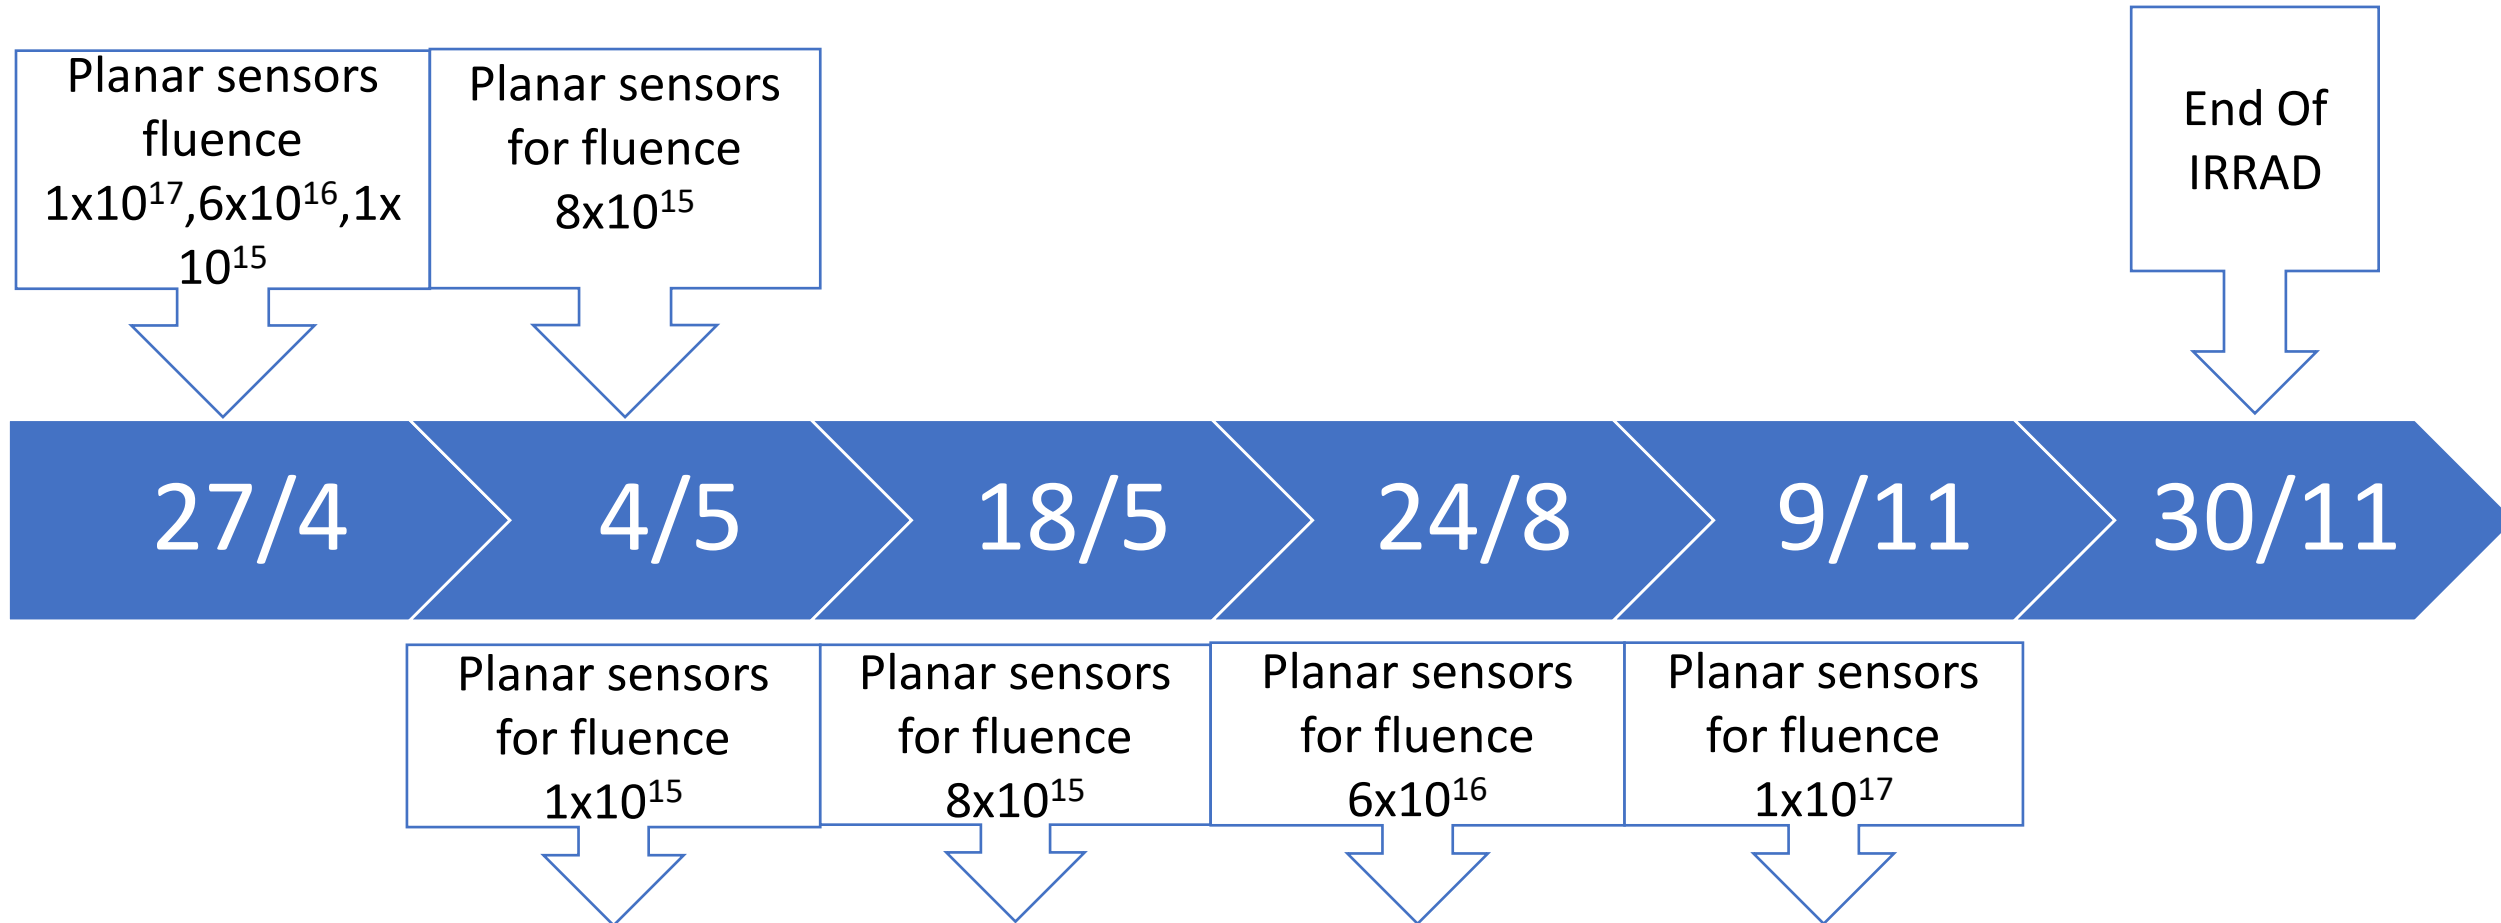 Planar sensors
fluence
1x10¹⁷,6x10¹⁶,1x
10¹⁵
Planar sensors
for fluence
8x10¹⁵
End Of
IRRAD
27/4
4/5
18/5
24/8
9/11
30/11
Planar sensors
for fluence
1x10¹⁵
Planar sensors
for fluence
8x10¹⁵
Planar sensors
for fluence
6x10¹⁶
Planar sensors
for fluence
1x10¹⁷